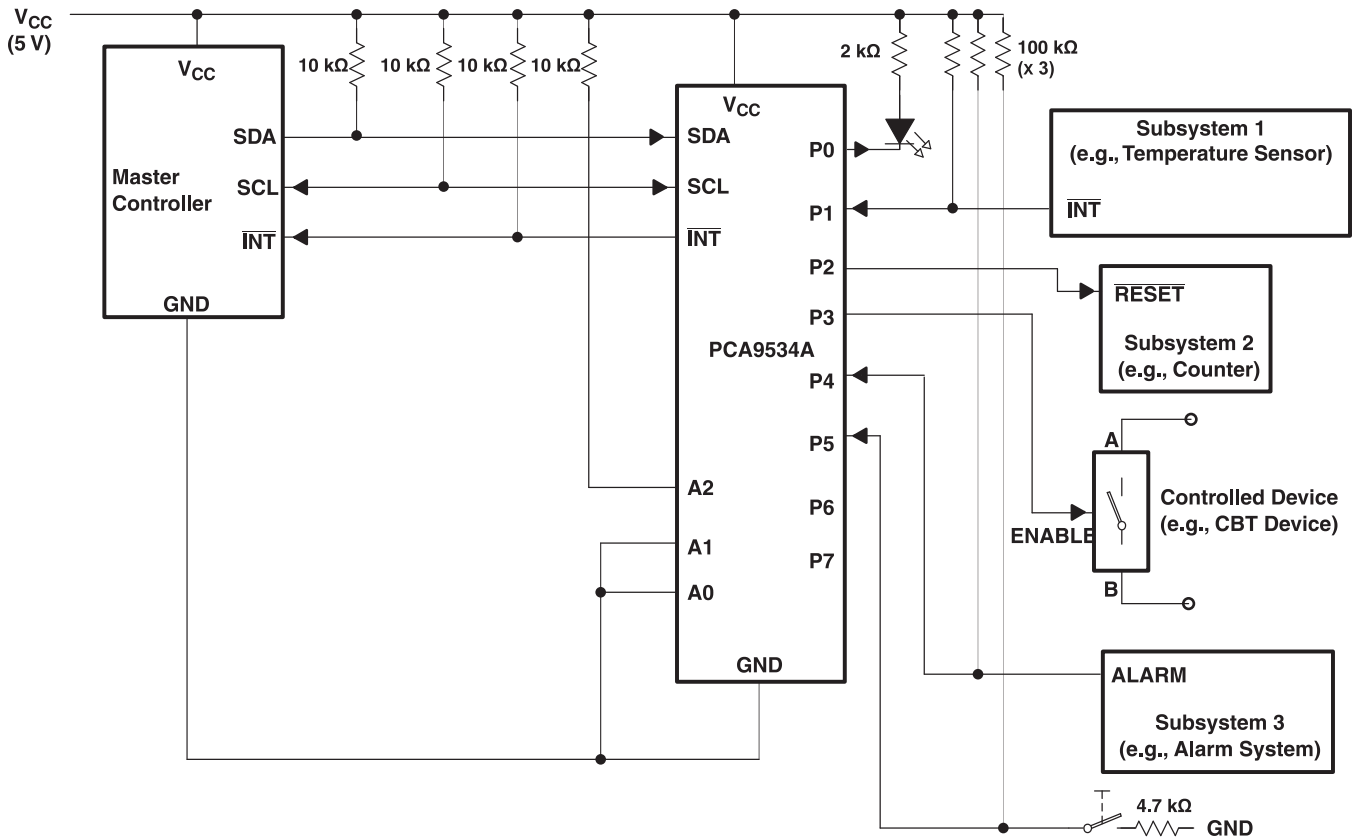 VCC
(5 V)
10 kΩ
10 kΩ
10 kΩ
10 kΩ
2 kΩ
100 kΩ
(x 3)
VCC
SDA
Master
Controller
SCL
INT
GND
VCC
SDA
SCL
INT
PCA9534A
A2
A1
A0
GND
P0
P1
P2
P3
P4
P5
P6
P7
Subsystem 1
(e.g., Temperature Sensor)
INT
RESET
Subsystem 2
(e.g., Counter)
A
Controlled Device
(e.g., CBT Device)
ENABLE
B
ALARM
Subsystem 3
(e.g., Alarm System)
4.7 kΩ
GND